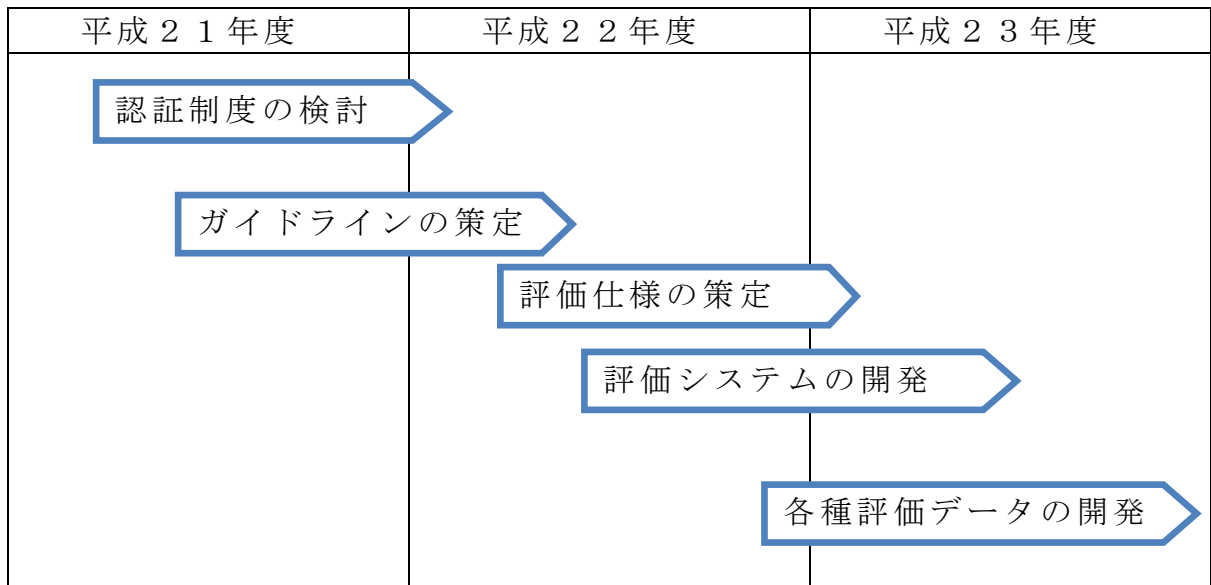 平成２１年度
平成２２年度
平成２３年度
認証制度の検討
ガイドラインの策定
評価仕様の策定
評価システムの開発
各種評価データの開発